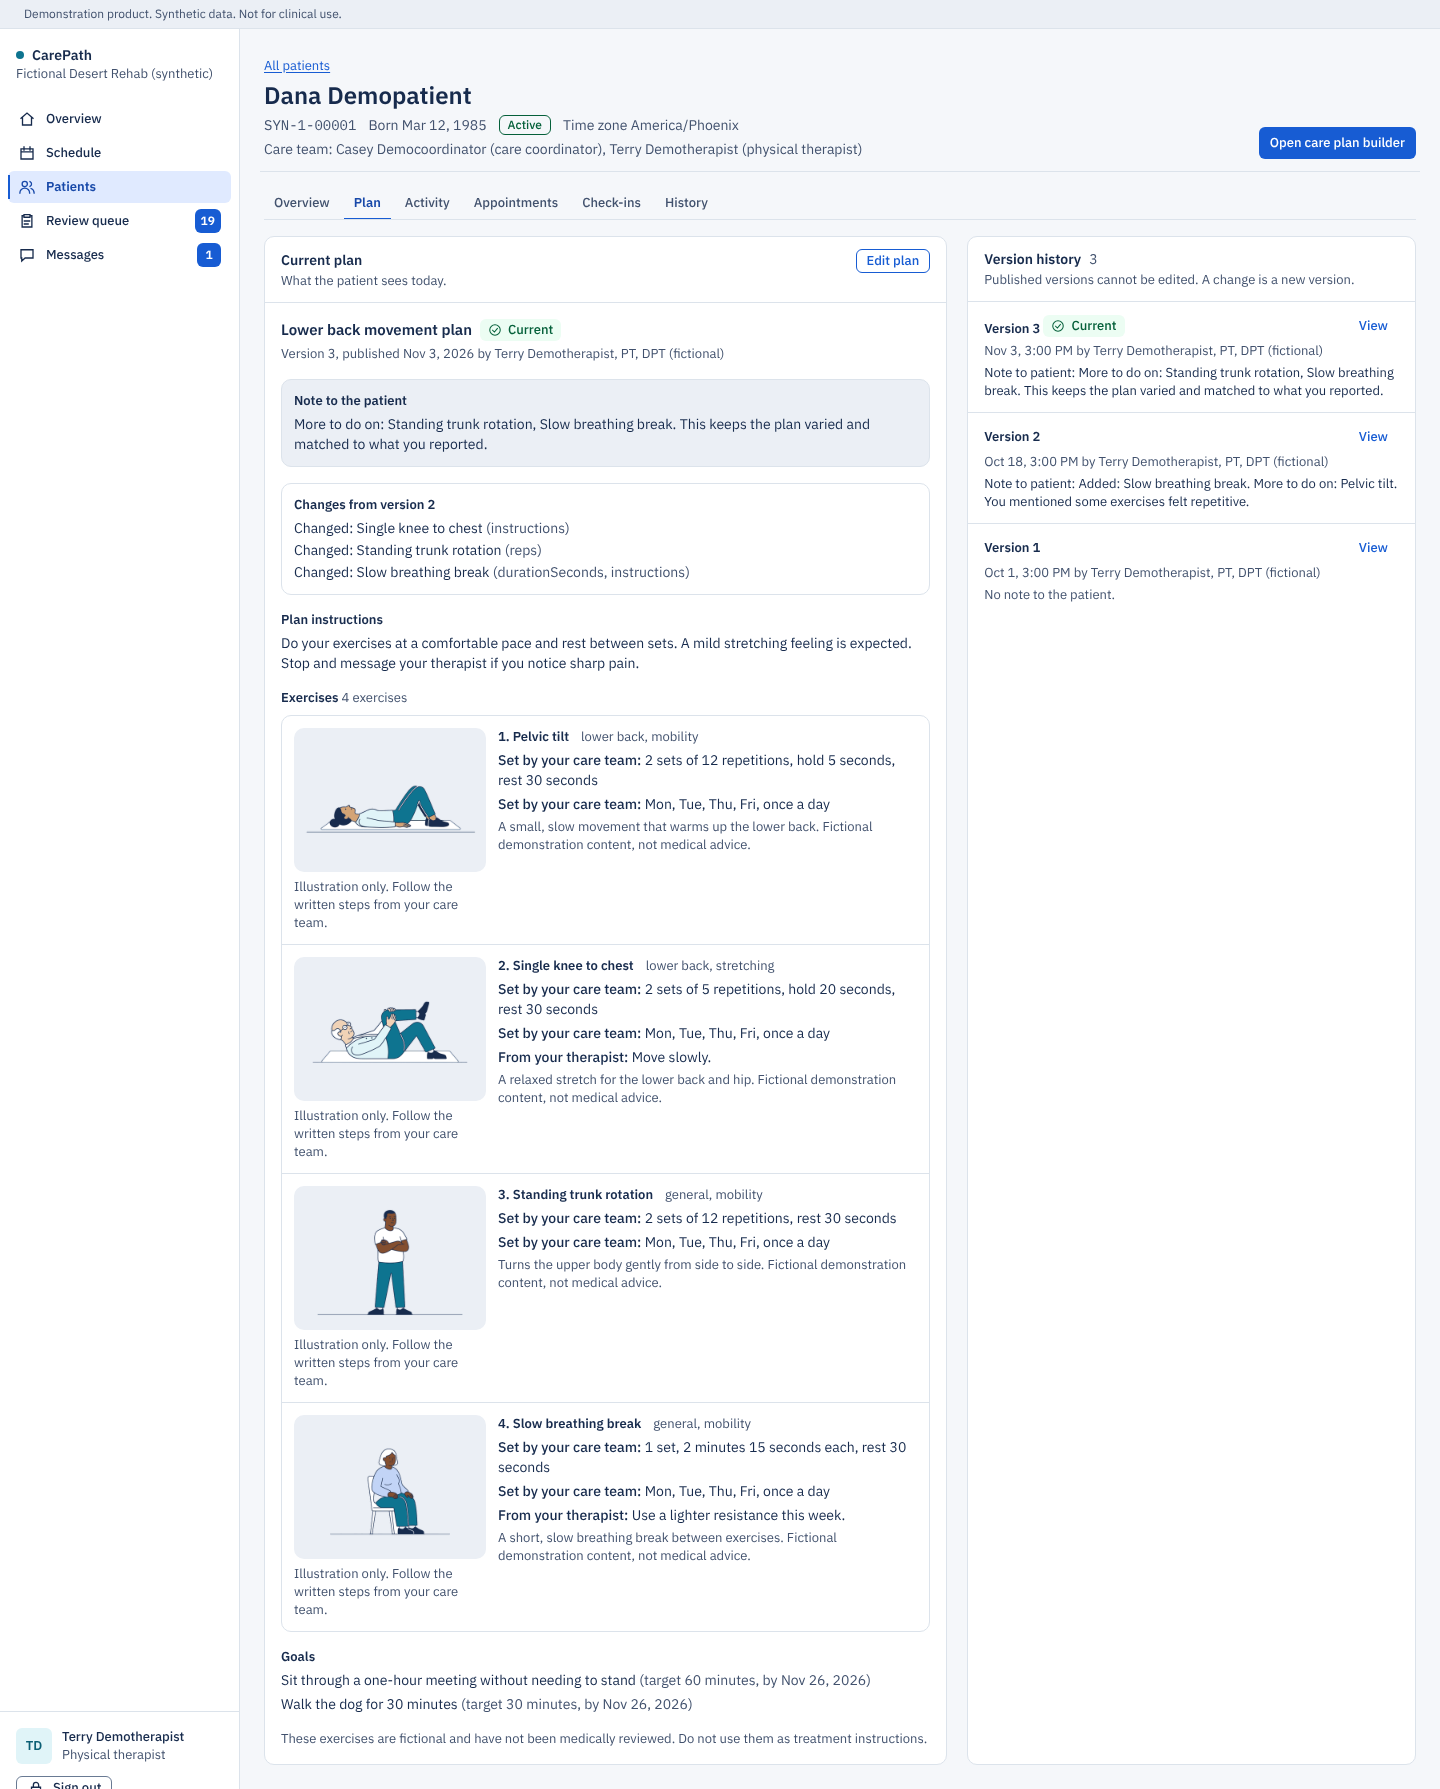 Demonstration product. Synthetic data. Not for clinical use.
CarePath
Fictional Desert Rehab (synthetic)
Overview
Schedule
Patients
Review queue 19
Messages 1
All patients
Dana Demopatient
SYN-1-00001 Born Mar 12, 1985 Active Time zone America/Phoenix
Care team: Casey Democoordinator (care coordinator), Terry Demotherapist (physical therapist)
Open care plan builder
Overview Plan Activity Appointments Check-ins History
Current plan
Edit plan
What the patient sees today.
Lower back movement plan Current
Version 3, published Nov 3, 2026 by Terry Demotherapist, PT, DPT (fictional)
Note to the patient
More to do on: Standing trunk rotation, Slow breathing break. This keeps the plan varied and
matched to what you reported.
Changes from version 2
Changed: Single knee to chest (instructions)
Changed: Standing trunk rotation (reps)
Changed: Slow breathing break (durationSeconds, instructions)
Plan instructions
Do your exercises at a comfortable pace and rest between sets. A mild stretching feeling is expected.
Stop and message your therapist if you notice sharp pain.
Exercises 4 exercises
1. Pelvic tilt lower back, mobility
Set by your care team: 2 sets of 12 repetitions, hold 5 seconds,
rest 30 seconds
Set by your care team: Mon, Tue, Thu, Fri, once a day
A small, slow movement that warms up the lower back. Fictional
demonstration content, not medical advice.
Illustration only. Follow the
written steps from your care
team.
2. Single knee to chest lower back, stretching
Set by your care team: 2 sets of 5 repetitions, hold 20 seconds,
rest 30 seconds
Set by your care team: Mon, Tue, Thu, Fri, once a day
From your therapist: Move slowly.
A relaxed stretch for the lower back and hip. Fictional demonstration
content, not medical advice.
Illustration only. Follow the
written steps from your care
team.
3. Standing trunk rotation general, mobility
Set by your care team: 2 sets of 12 repetitions, rest 30 seconds
Set by your care team: Mon, Tue, Thu, Fri, once a day
Turns the upper body gently from side to side. Fictional demonstration
content, not medical advice.
Illustration only. Follow the
written steps from your care
team.
4. Slow breathing break general, mobility
Set by your care team: 1 set, 2 minutes 15 seconds each, rest 30
seconds
Set by your care team: Mon, Tue, Thu, Fri, once a day
From your therapist: Use a lighter resistance this week.
A short, slow breathing break between exercises. Fictional
demonstration content, not medical advice.
Illustration only. Follow the
written steps from your care
team.
Goals
Sit through a one-hour meeting without needing to stand (target 60 minutes, by Nov 26, 2026)
Walk the dog for 30 minutes (target 30 minutes, by Nov 26, 2026)
These exercises are fictional and have not been medically reviewed. Do not use them as treatment instructions.
Version history 3
Published versions cannot be edited. A change is a new version.
Version 3 Current View
Nov 3, 3:00 PM by Terry Demotherapist, PT, DPT (fictional)
Note to patient: More to do on: Standing trunk rotation, Slow breathing
break. This keeps the plan varied and matched to what you reported.
Version 2 View
Oct 18, 3:00 PM by Terry Demotherapist, PT, DPT (fictional)
Note to patient: Added: Slow breathing break. More to do on: Pelvic tilt.
You mentioned some exercises felt repetitive.
Version 1 View
Oct 1, 3:00 PM by Terry Demotherapist, PT, DPT (fictional)
No note to the patient.
TD
Terry Demotherapist
Physical therapist
Sign out